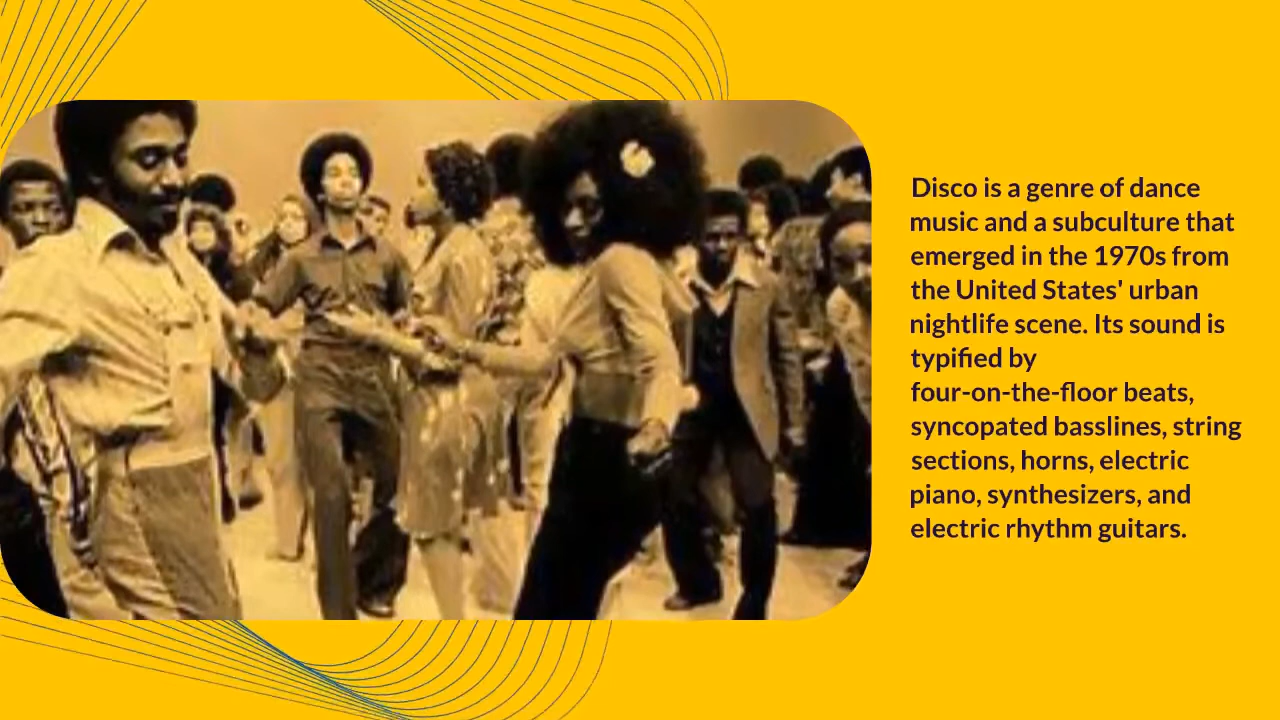 Disco is a genre of dance
music and a subculture that
emerged in the 1970s from
the United States' urban
nightlife scene. Its sound is
typified by
four-on-the-floor beats,
syncopated basslines, string
sections, horns, electric
piano, synthesizers, and
electric rhythm guitars.